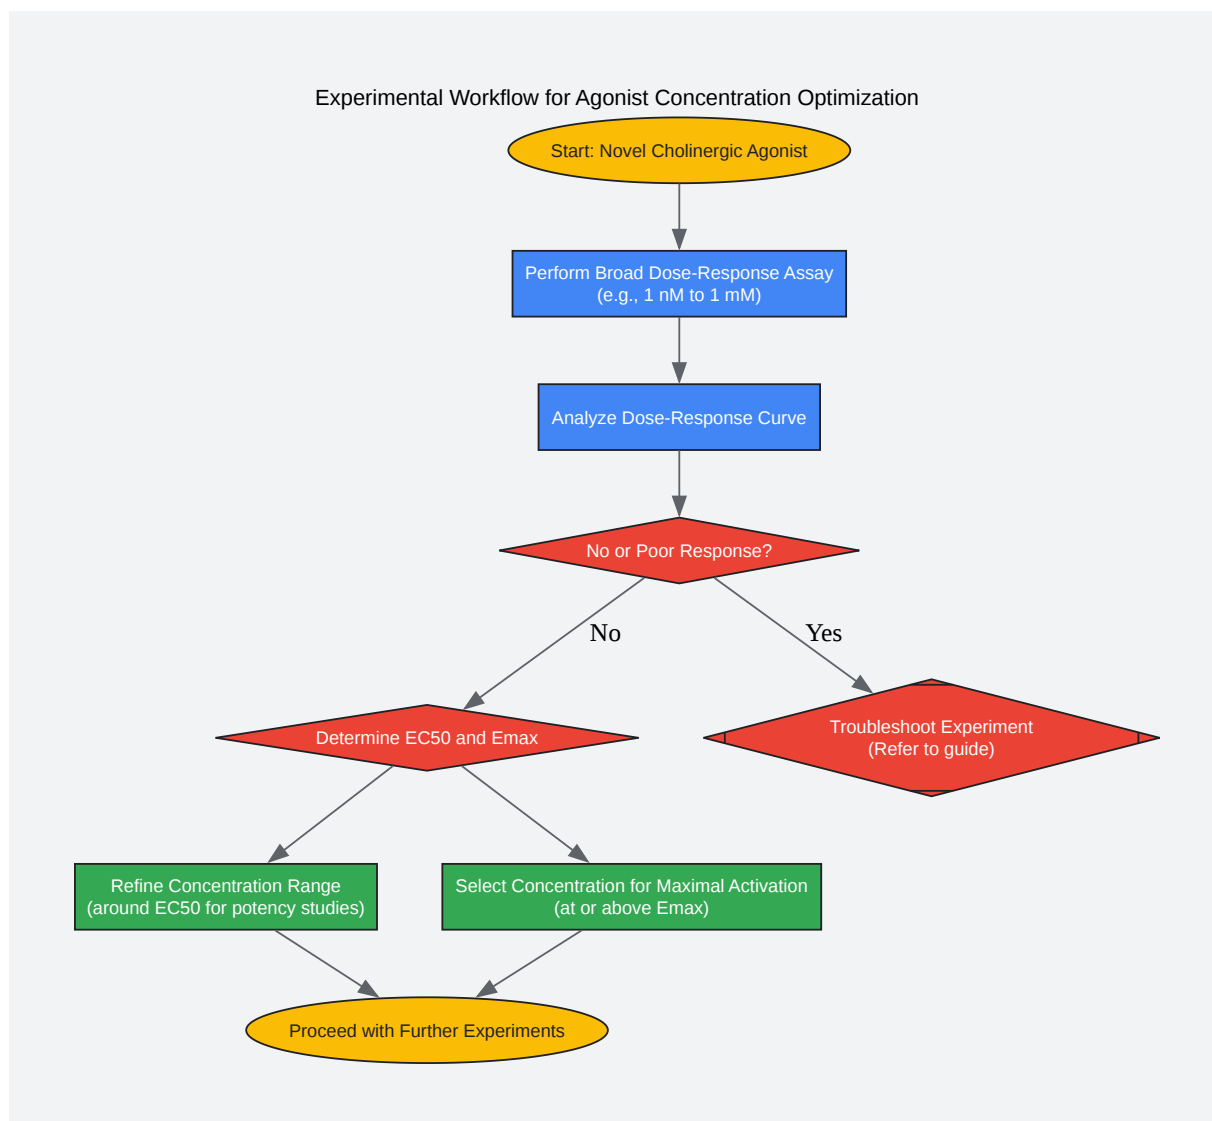 Experimental Workflow for Agonist Concentration Optimization
Start: Novel Cholinergic Agonist
Perform Broad Dose-Response Assay
(e.g., 1 nM to 1 mM)
Analyze Dose-Response Curve
No or Poor Response?
No
Yes
Troubleshoot Experiment
(Refer to guide)
Determine EC50 and Emax
Refine Concentration Range
(around EC50 for potency studies)
Select Concentration for Maximal Activation
(at or above Emax)
Proceed with Further Experiments